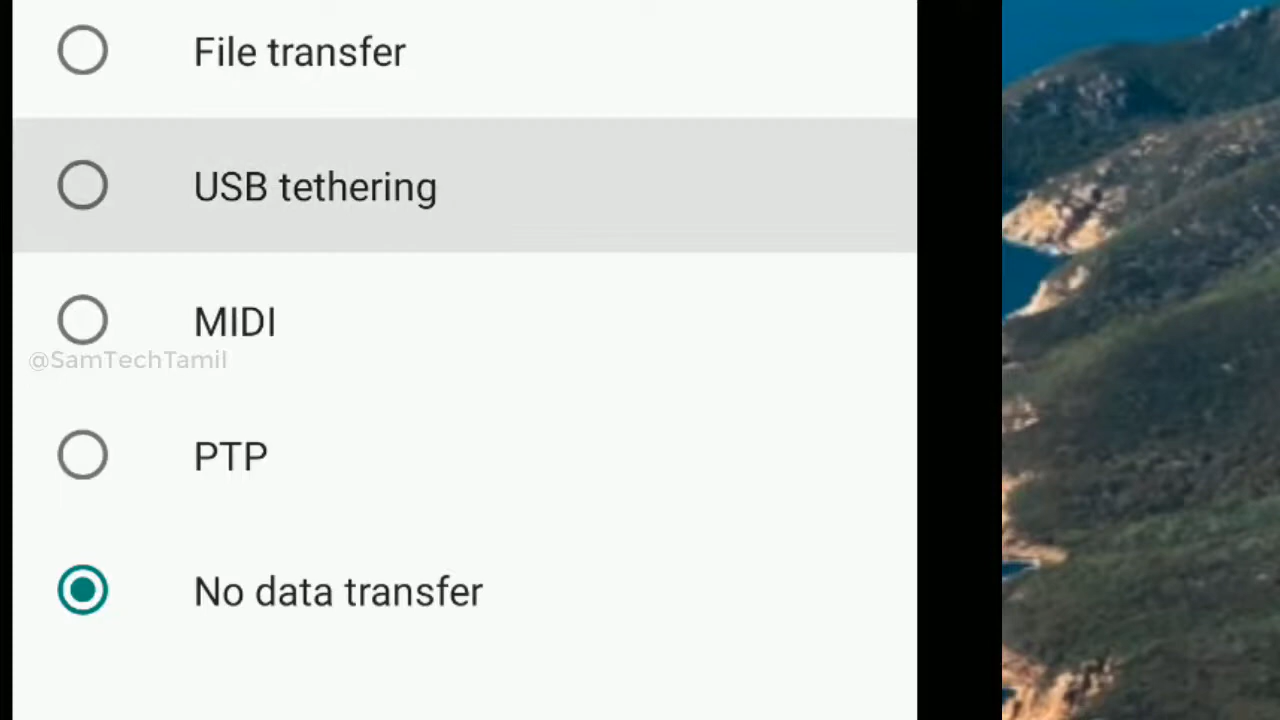 File transfer
USB tethering
MIDI
@SamTechTamil
PTP
No data transfer